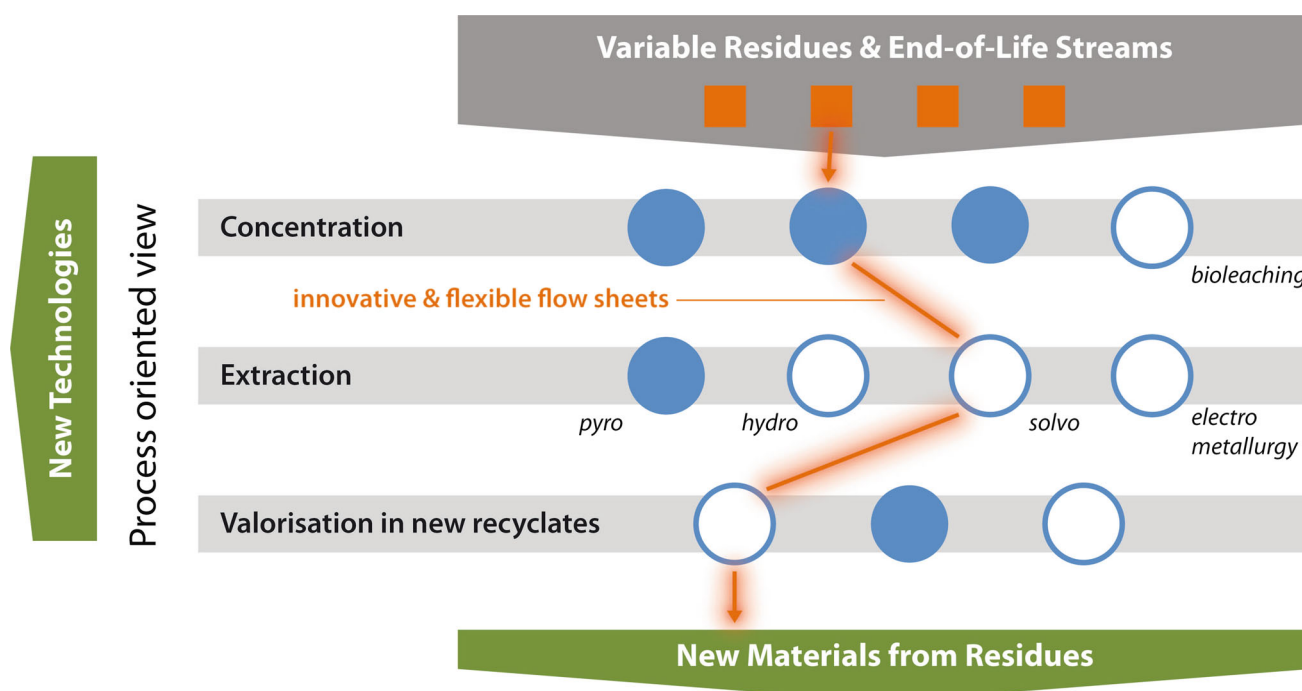 Variable Residues & End-of-Life Streams
New Technologies
Process oriented view
Concentration
bioleaching
innovative & flexible flow sheets
Extraction
pyro
hydro
solvo
electro
metallurgy
Valorisation in new recyclates
New Materials from Residues